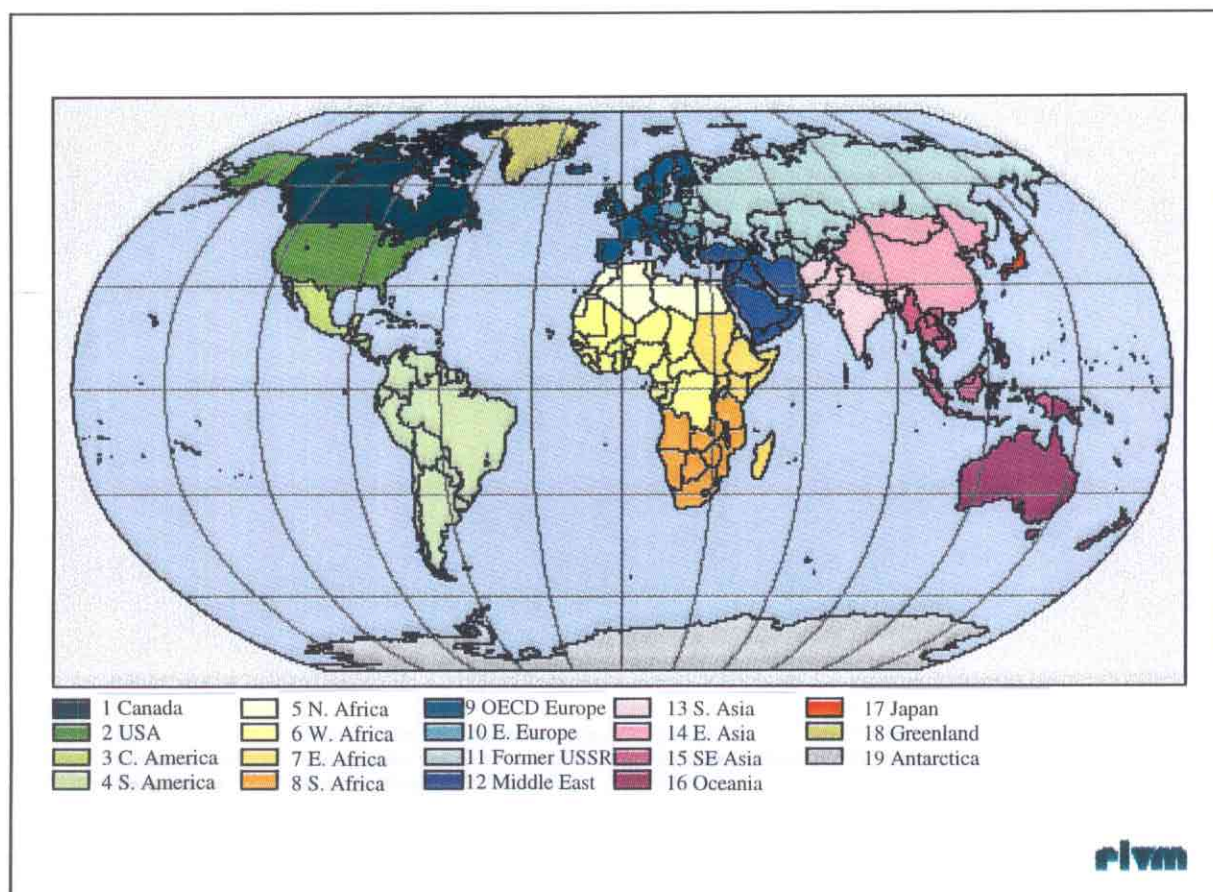 1 Canada
2 USA
3 C. America
4 S. America
5 N. Africa
6 W. Africa
7 E. Africa
8 S. Africa
9 OECD Europe
10 E. Europe
11 Former USSR
12 Middle East
13 S. Asia
14 E. Asia
15 SE Asia
16 Oceania
17 Japan
18 Greenland
19 Antarctica
rivm